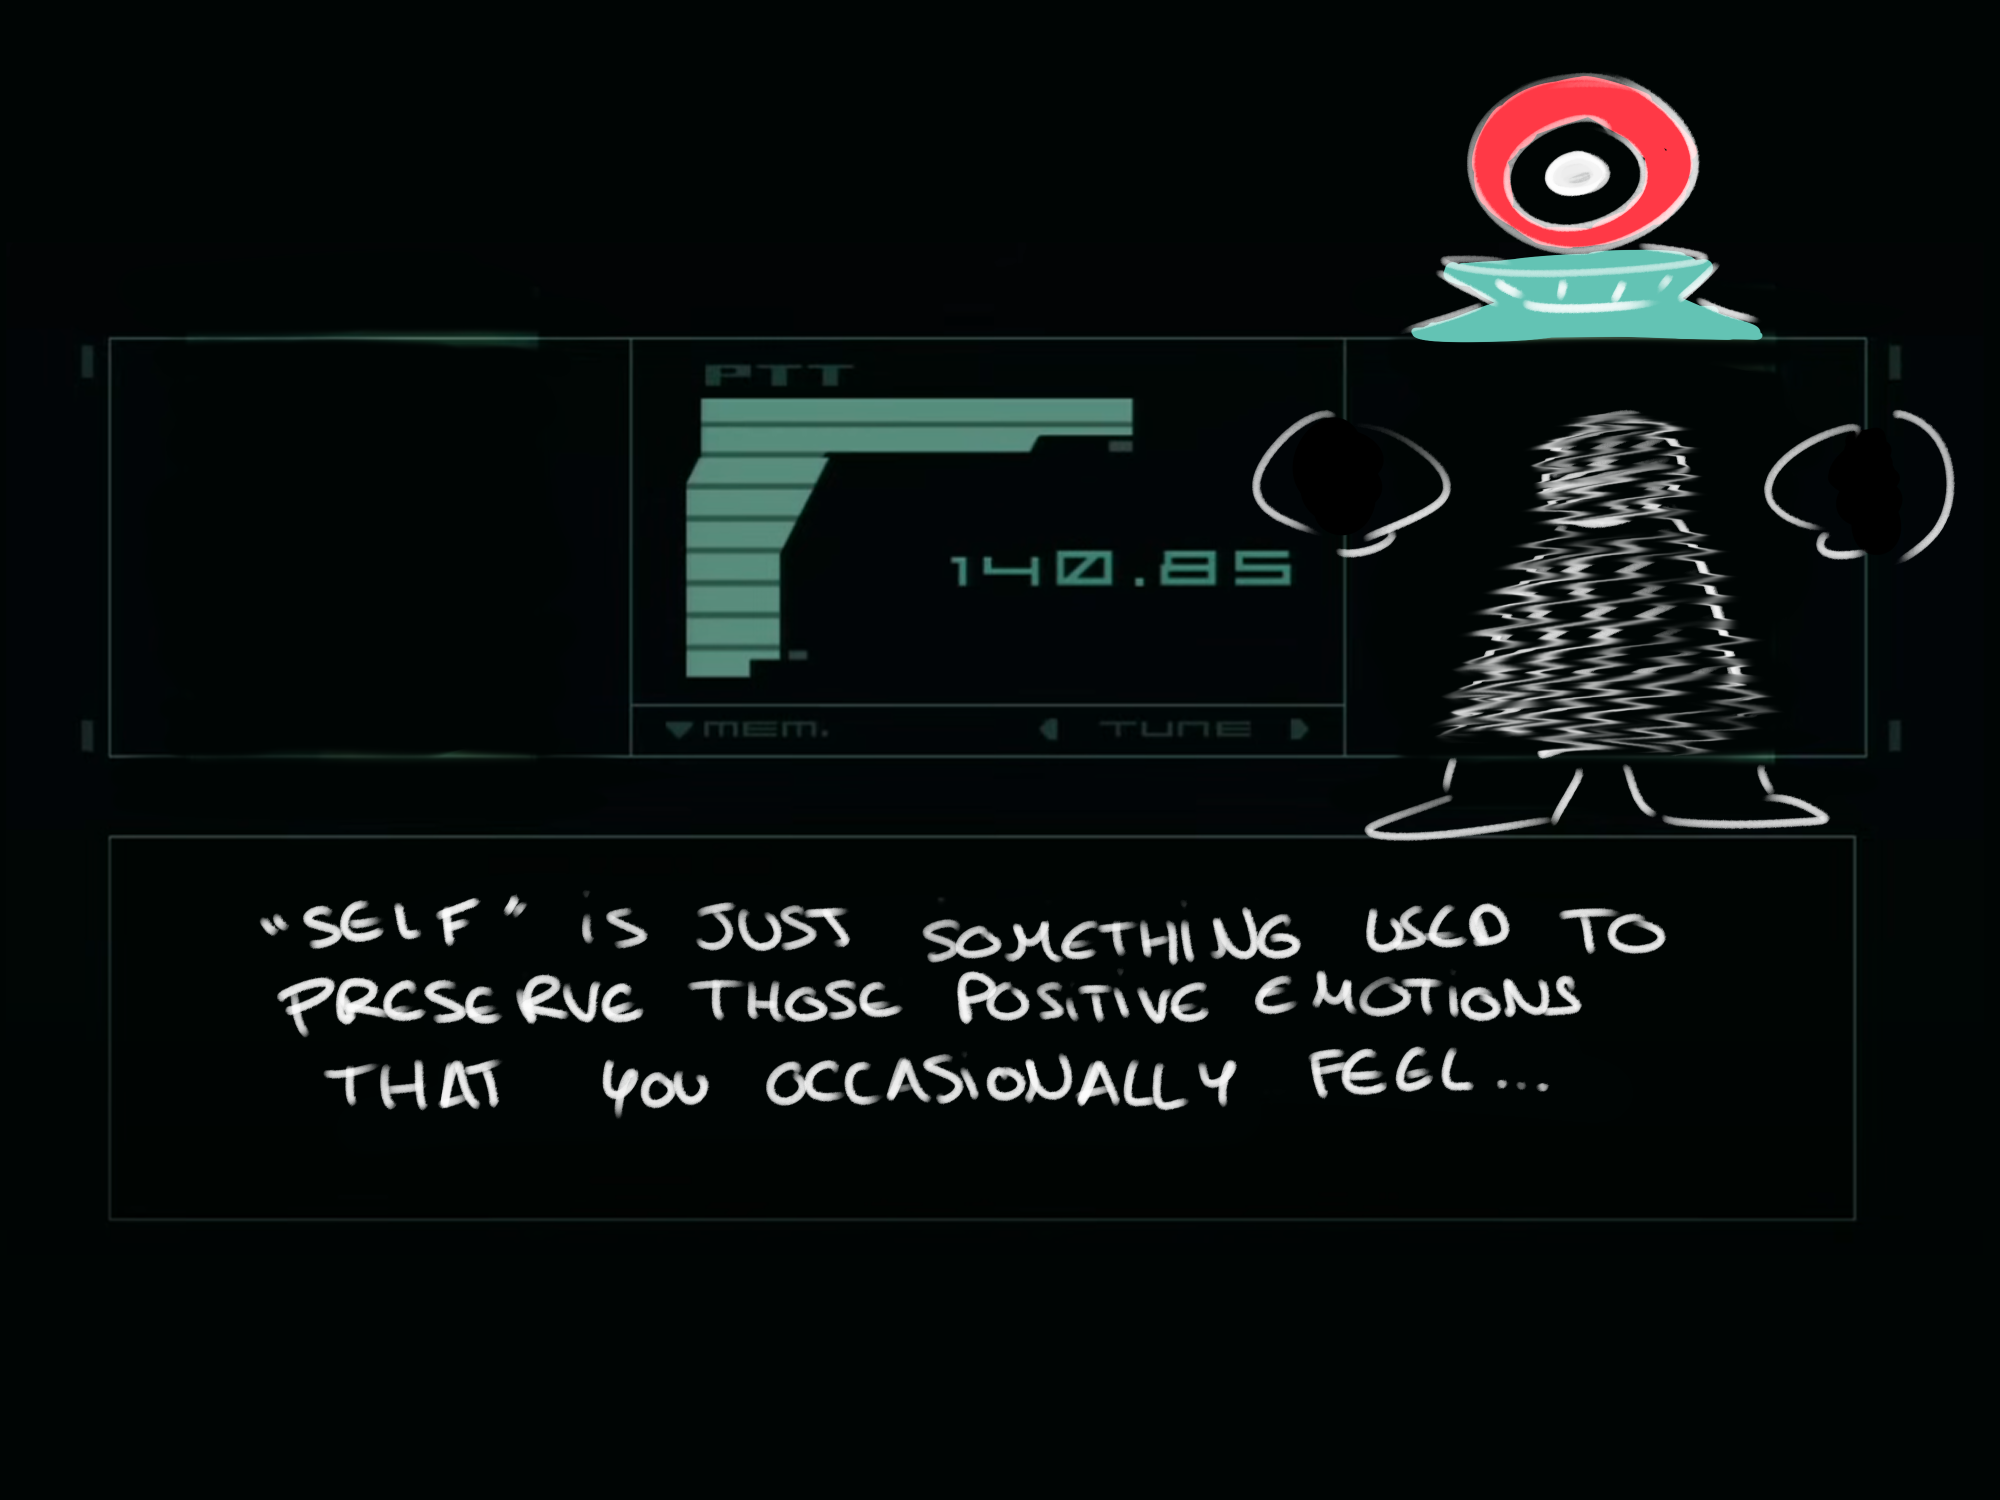 PTT
140.85
MEM.
TUNE
"SELF" iS JUST SOMETHiNG USED TO
PRESERVE THOSE POSiTiVE EMOTiONS
THAT YOU OCCASiONALLY FEEL...